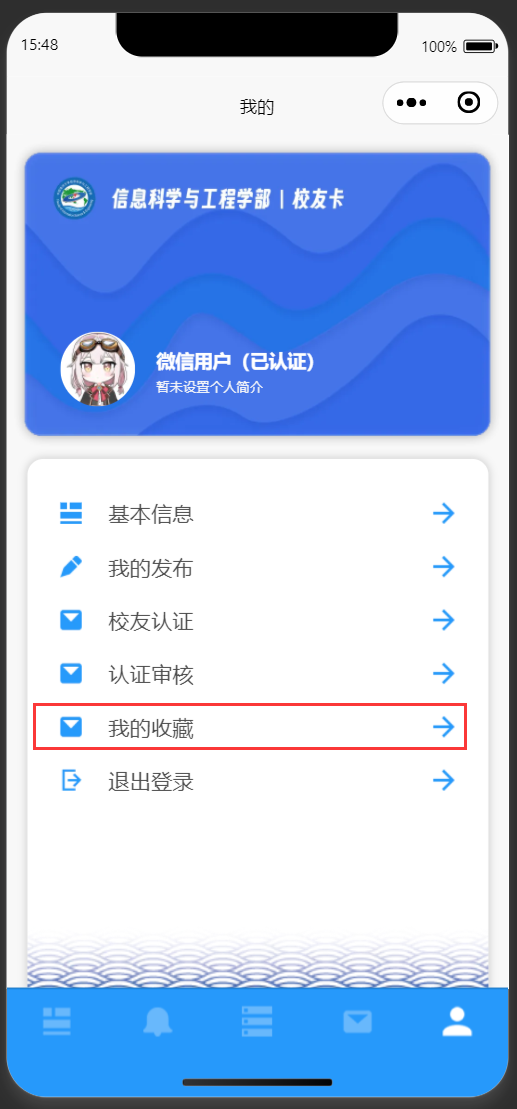 15:48
100%
我的
信息科学与工程学部 | 校友卡
微信用户（已认证）
暂未设置个人简介
基本信息
我的发布
校友认证
认证审核
我的收藏
退出登录